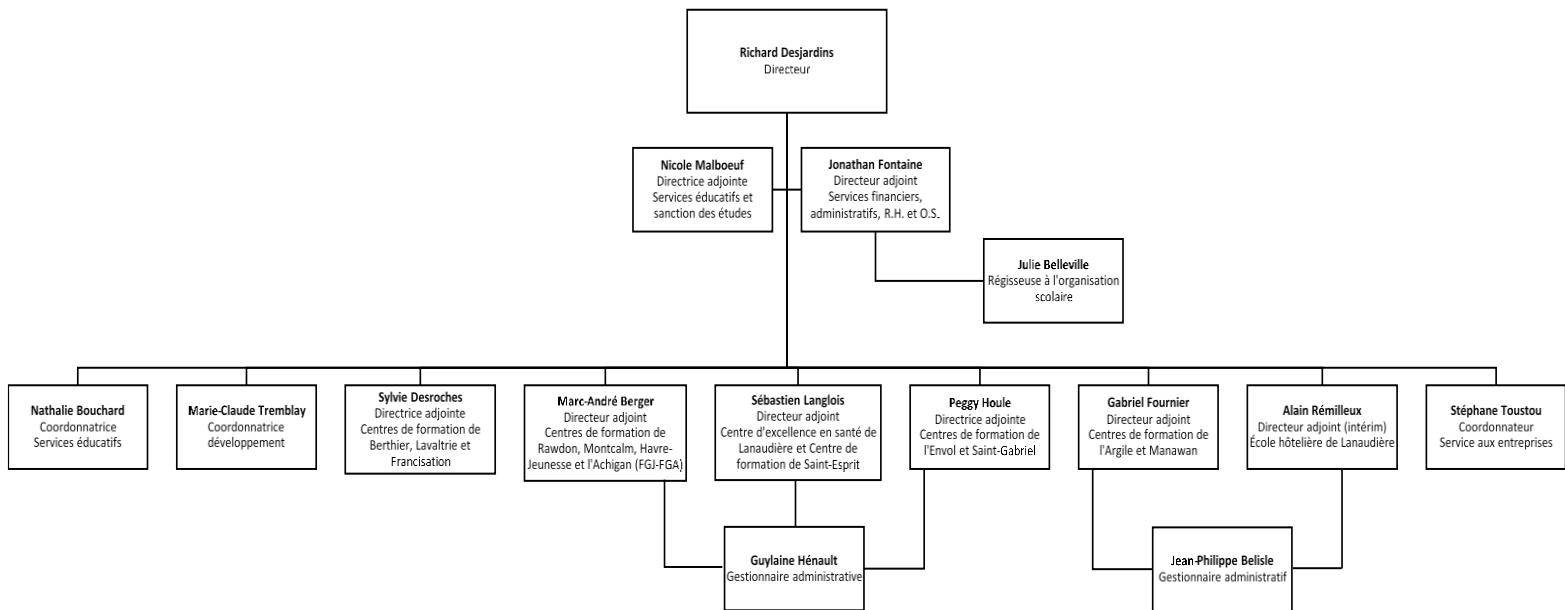 Richard Desjardins
Directeur
Nicole Malboeuf
Directrice adjointe
Services éducatifs et
sanction des études
Jonathan Fontaine
Directeur adjoint
Services financiers,
administratifs, R.H. et O.S.
Julie Belleville
Régisseuse à l'organisation
scolaire
Nathalie Bouchard
Coordonnatrice
Services éducatifs
Marie-Claude Tremblay
Coordonnatrice
développement
Sylvie Desroches
Directrice adjointe
Centres de formation de
Berthier, Lavaltrie et
Francisation
Marc-André Berger
Directeur adjoint
Centres de formation de
Rawdon, Montcalm, Havre-
Jeunesse et l'Achigan (FGJ-FGA)
Sébastien Langlois
Directeur adjoint
Centre d'excellence en santé de
Lanaudière et Centre de
formation de Saint-Esprit
Peggy Houle
Directrice adjointe
Centres de formation de
l'Envol et Saint-Gabriel
Gabriel Fournier
Directeur adjoint
Centres de formation de
l'Argile et Manawan
Alain Rémilleux
Directeur adjoint (intérim)
École hôtelière de Lanaudière
Stéphane Toustou
Coordonnateur
Service aux entreprises
Guylaine Hénault
Gestionnaire administrative
Jean-Philippe Belisle
Gestionnaire administratif